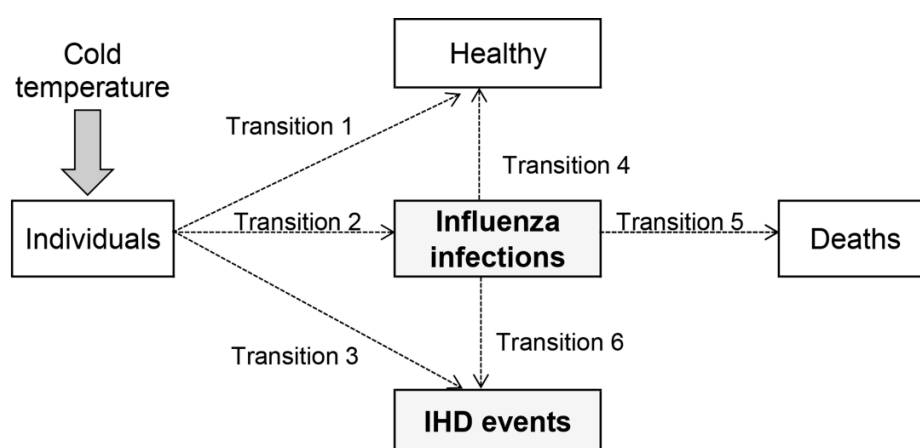 Cold
temperature
Healthy
Transition 1
Transition 4
Individuals
Transition 2
Influenza
infections
Transition 5
Deaths
Transition 3
Transition 6
IHD events